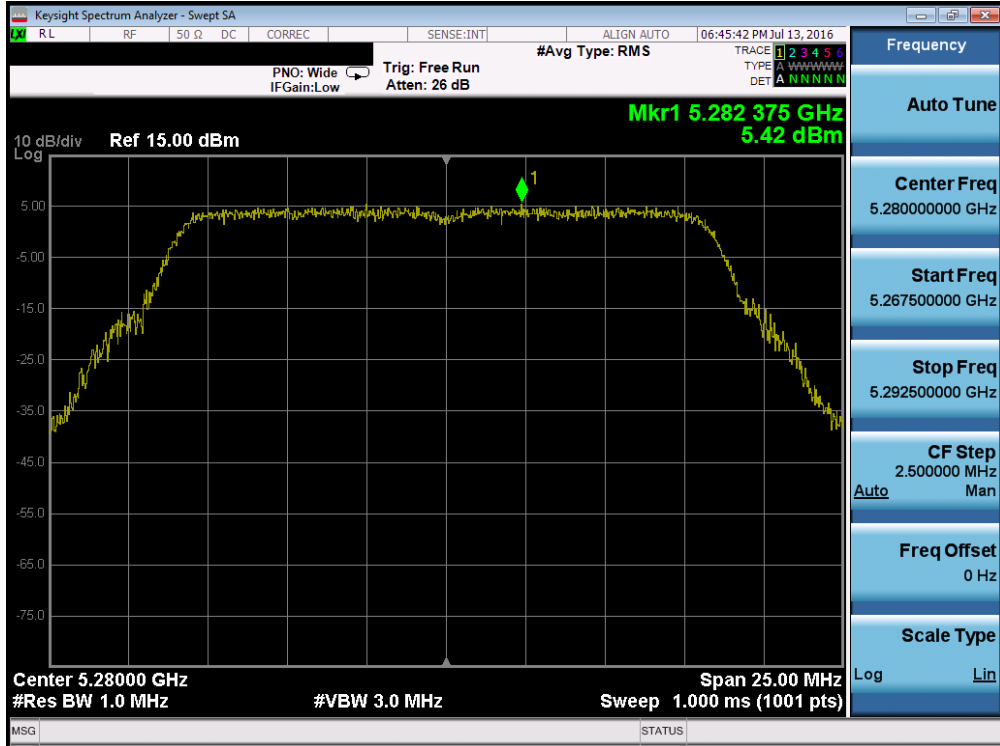 Keysight Spectrum Analyzer - Swept SA
LXI RL RF 50 Ω DC CORREC SENSE:INT ALIGN AUTO 06:45:42 PM Jul 13, 2016
#Avg Type: RMS TRACE 1 2 3 4 5 6
PNO: Wide Trig: Free Run TYPE A WWWWW
IFGain:Low Atten: 26 dB DET A N N N N N
Mkr1 5.282 375 GHz
5.42 dBm
10 dB/div Ref 15.00 dBm
Log
1
5.00
-5.00
-15.0
-25.0
-35.0
-45.0
-55.0
-65.0
-75.0
Center 5.28000 GHz Span 25.00 MHz
#Res BW 1.0 MHz #VBW 3.0 MHz Sweep 1.000 ms (1001 pts)
MSG STATUS
Frequency
Auto Tune
Center Freq
5.280000000 GHz
Start Freq
5.267500000 GHz
Stop Freq
5.292500000 GHz
CF Step
2.500000 MHz
Auto Man
Freq Offset
0 Hz
Scale Type
Log Lin